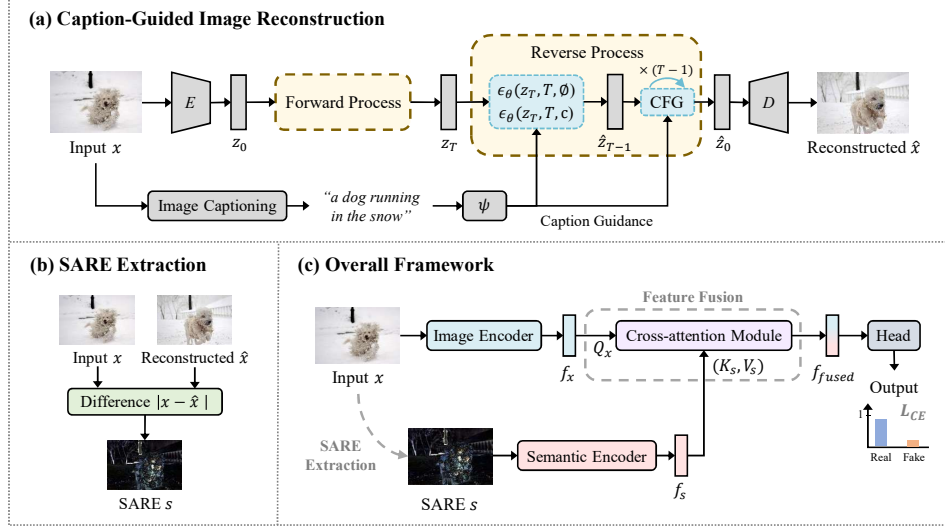 (a) Caption-Guided Image Reconstruction
Reverse Process
× (T − 1)
E
Forward Process
ϵθ(zT, T, ∅)
ϵθ(zT, T, c)
CFG
D
Input x
z0
zT
ẑT−1
ẑ0
Reconstructed x̂
Image Captioning
“a dog running
in the snow”
ψ
Caption Guidance
(b) SARE Extraction
Input x
Reconstructed x̂
Difference |x − x̂ |
SARE s
(c) Overall Framework
Feature Fusion
Image Encoder
Cross-attention Module
Head
Input x
fx
Qx
(Ks, Vs)
ffused
Output
LCE
1
Real
Fake
SARE
Extraction
Semantic Encoder
SARE s
fs